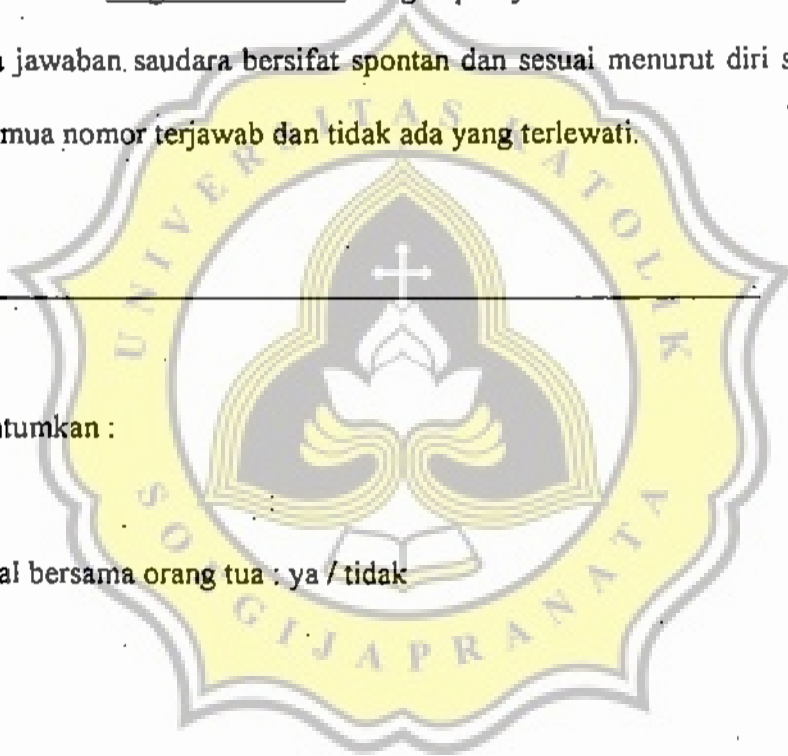 jawaban. saudara bersifat spontan dan sesuai menurut diri
mua nomor terjawab dan tidak ada yang terlewati.
UNIVERSITAS KATOLIK
tumkan :
al bersama orang tua : ya / tidak
SOEGIJAPRANATA